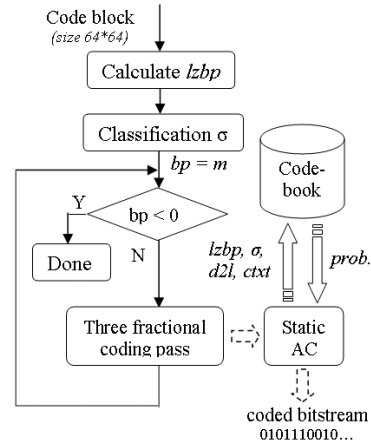 Code block
(size 64*64)
Calculate lzbp
Classification σ
bp = m
Y
bp < 0
Done
N
Three fractional
coding pass
Code-
book
lzbp, σ,
d2l, ctxt
prob.
Static
AC
coded bitstream
0101110010…